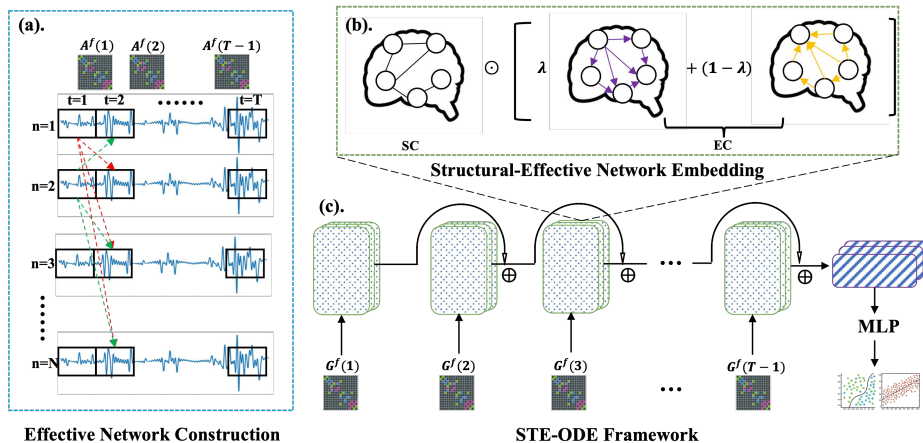 (a).
A^f(1) A^f(2) A^f(T−1)
t=1 t=2 •••••• t=T
n=1
n=2
n=3
n=N
Effective Network Construction
(b).
⊙ λ + (1 − λ)
SC EC
Structural-Effective Network Embedding
(c).
⊕ ⊕ ••• ⊕
MLP
G^f(1) G^f(2) G^f(3) ••• G^f(T−1)
STE-ODE Framework